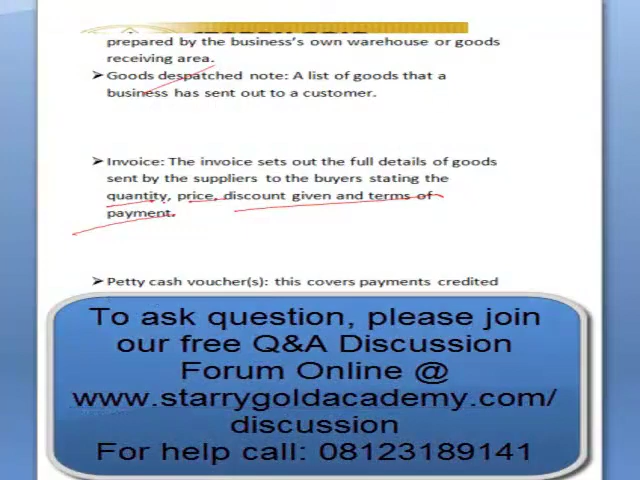 prepared by the business's own warehouse or goods
receiving area.
➢ Goods despatched note: A list of goods that a
business has sent out to a customer.
➢ Invoice: The invoice sets out the full details of goods
sent by the suppliers to the buyers stating the
quantity, price, discount given and terms of
payment.
➢ Petty cash voucher(s): this covers payments credited
To ask question, please join
our free Q&A Discussion
Forum Online @
www.starrygoldacademy.com/
discussion
For help call: 08123189141